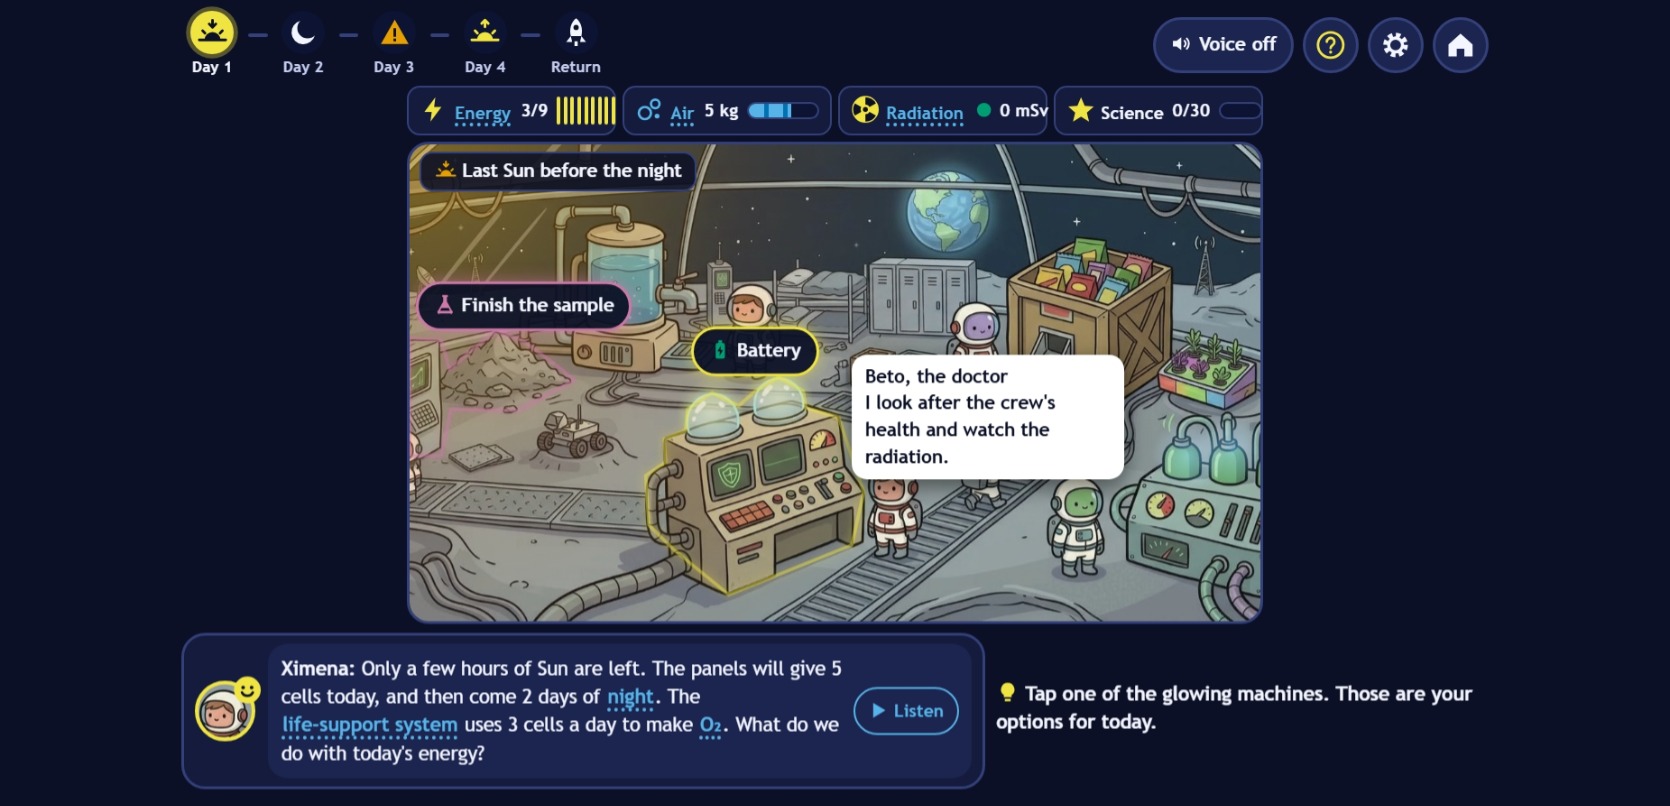 Day 1
Day 2
Day 3
Day 4
Return
Voice off
Energy 3/9
Air 5 kg
Radiation 0 mSv
Science 0/30
Last Sun before the night
Finish the sample
Battery
Beto, the doctor
I look after the crew's
health and watch the
radiation.
Ximena: Only a few hours of Sun are left. The panels will give 5
cells today, and then come 2 days of night. The
life-support system uses 3 cells a day to make O₂. What do we
do with today's energy?
Listen
Tap one of the glowing machines. Those are your
options for today.